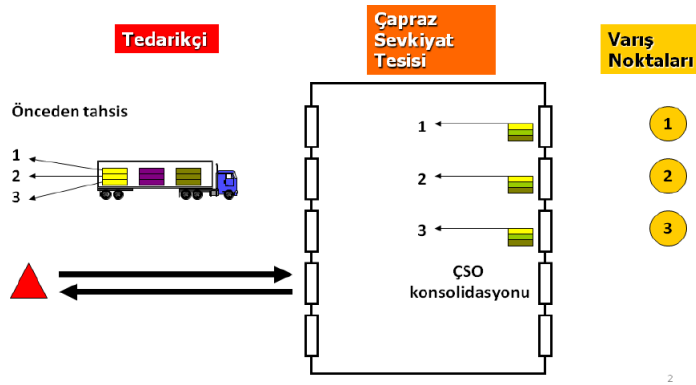 Tedarikçi
Çapraz
Sevkiyat
Tesisi
Varış
Noktaları
Önceden tahsis
1
2
3
1
2
3
ÇSO
konsolidasyonu
1
2
3
2